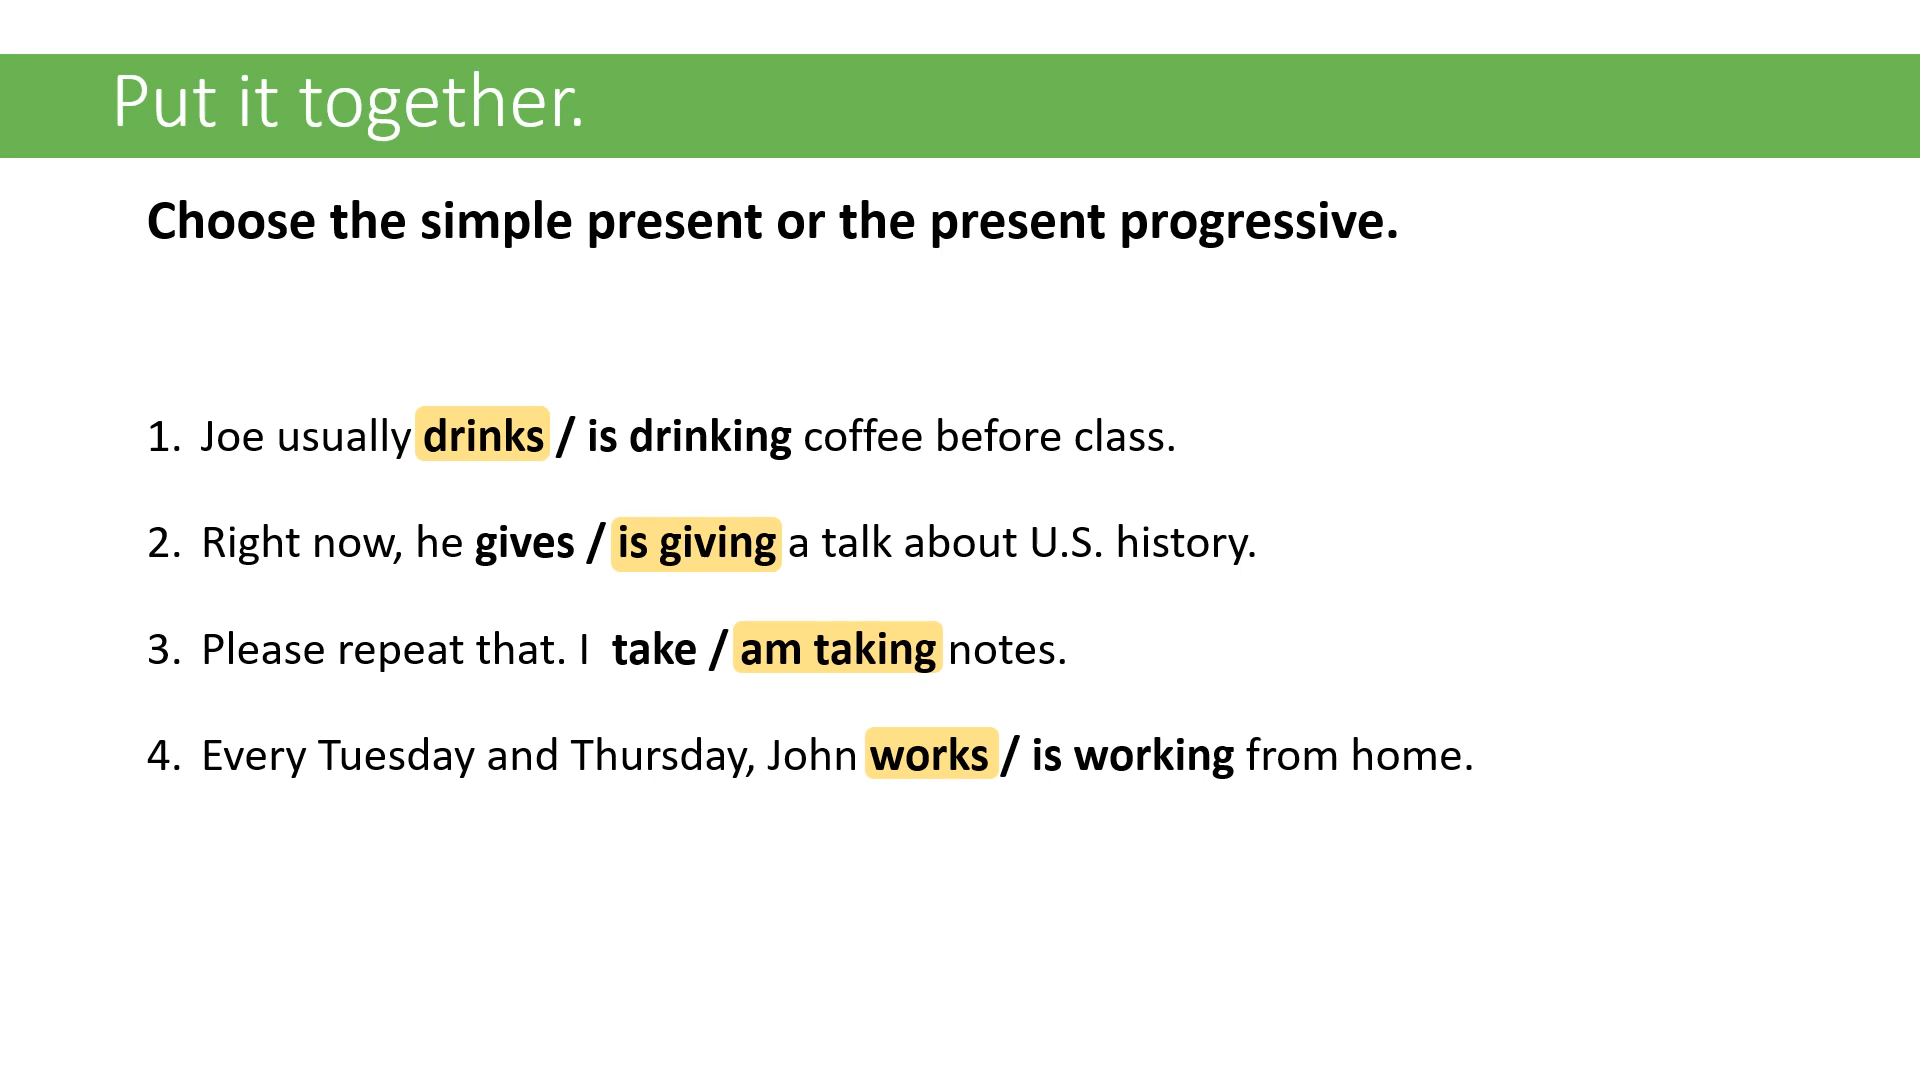 Put it together.
Choose the simple present or the present progressive.
1. Joe usually drinks / is drinking coffee before class.
2. Right now, he gives / is giving a talk about U.S. history.
3. Please repeat that. I take / am taking notes.
4. Every Tuesday and Thursday, John works / is working from home.